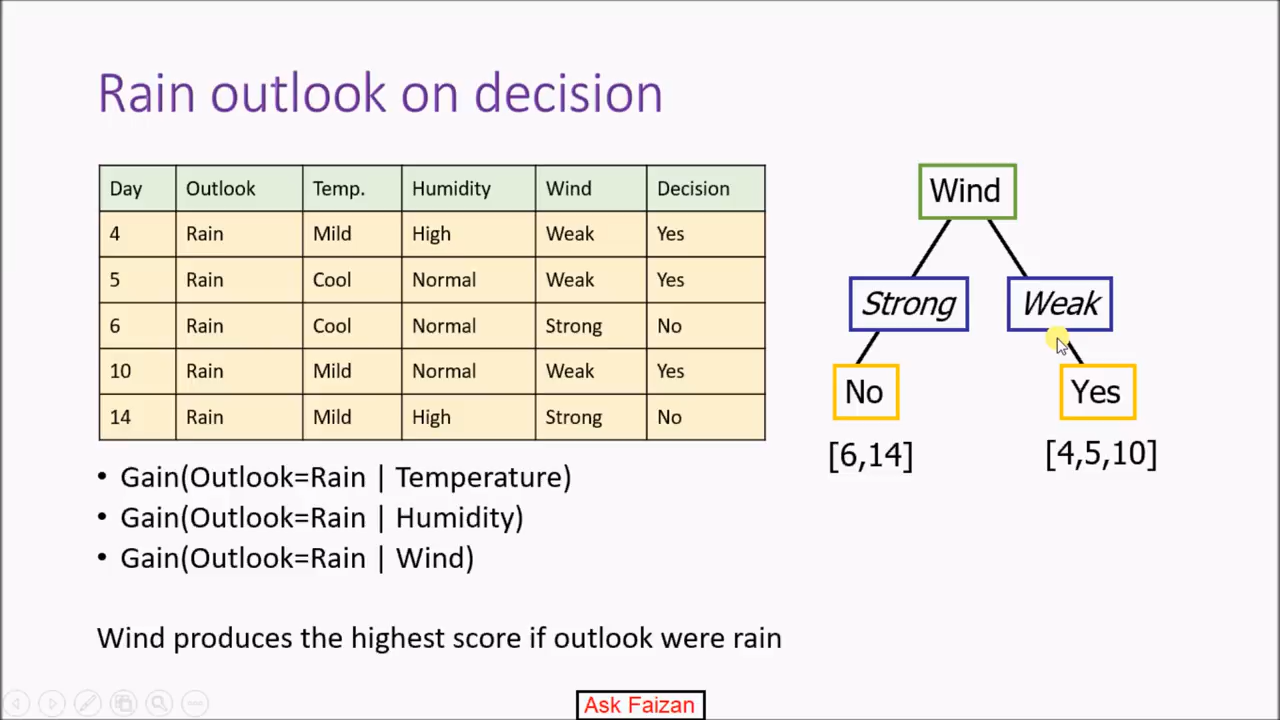 Rain outlook on decision
Day Outlook Temp. Humidity Wind Decision
4 Rain Mild High Weak Yes
5 Rain Cool Normal Weak Yes
6 Rain Cool Normal Strong No
10 Rain Mild Normal Weak Yes
14 Rain Mild High Strong No
Wind
Strong Weak
No Yes
[6,14] [4,5,10]
• Gain(Outlook=Rain | Temperature)
• Gain(Outlook=Rain | Humidity)
• Gain(Outlook=Rain | Wind)
Wind produces the highest score if outlook were rain
Ask Faizan